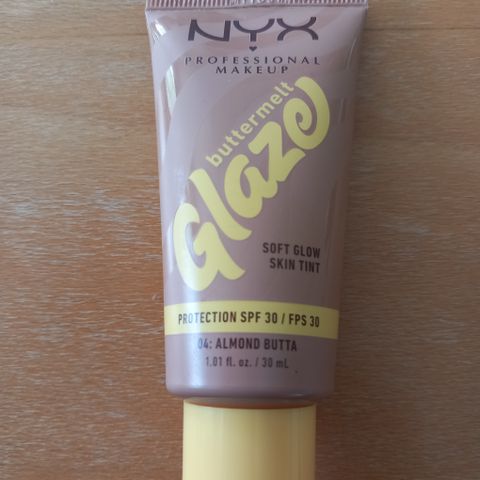 NYX
PROFESSIONAL
MAKEUP
buttermelt
Glaze
SOFT GLOW
SKIN TINT
PROTECTION SPF 30 / FPS 30
04: ALMOND BUTTA
1.01 fl. oz. / 30 mL